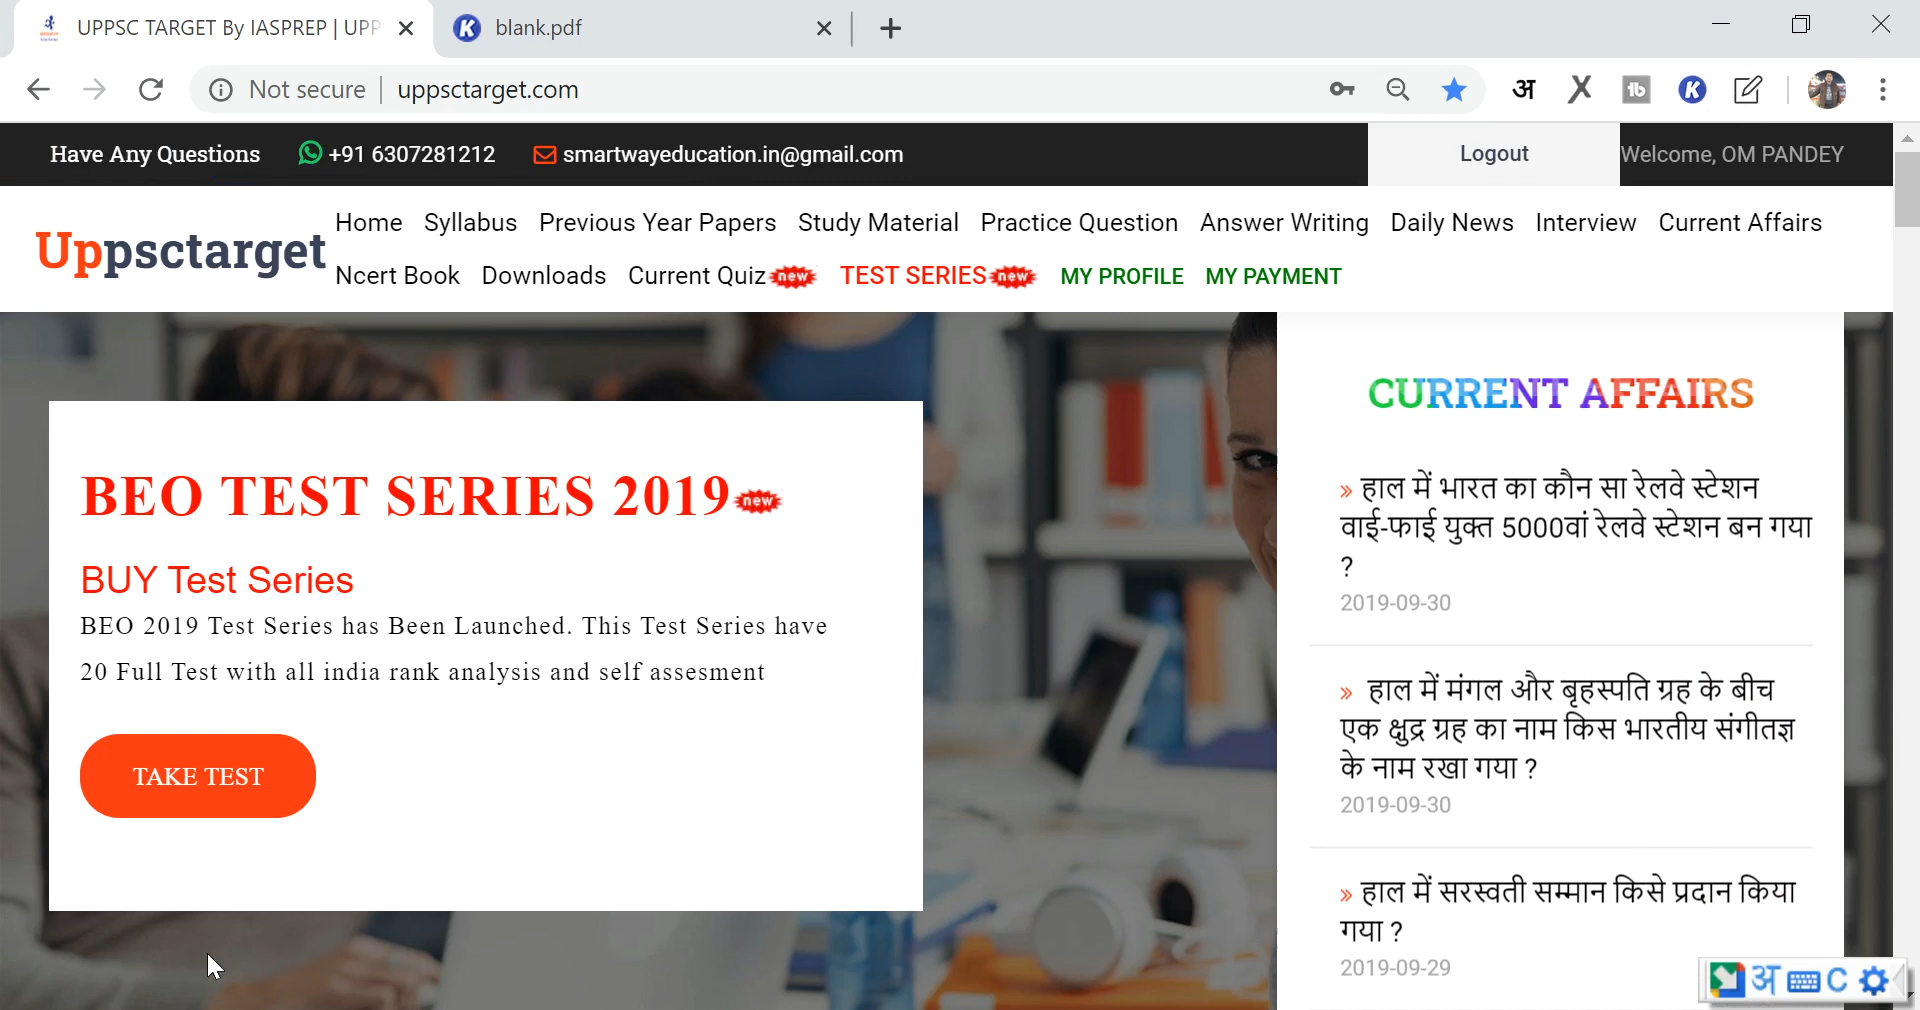 UPPSC TARGET By IASPREP | UPP
blank.pdf
Not secure | uppsctarget.com
Have Any Questions +91 6307281212 smartwayeducation.in@gmail.com Logout Welcome, OM PANDEY
Uppsctarget
Home Syllabus Previous Year Papers Study Material Practice Question Answer Writing Daily News Interview Current Affairs
Ncert Book Downloads Current Quiz new TEST SERIES new MY PROFILE MY PAYMENT
BEO TEST SERIES 2019 new
BUY Test Series
BEO 2019 Test Series has Been Launched. This Test Series have
20 Full Test with all india rank analysis and self assesment
TAKE TEST
CURRENT AFFAIRS
» हाल में भारत का कौन सा रेलवे स्टेशन
वाई-फाई युक्त 5000वां रेलवे स्टेशन बन गया
?
2019-09-30
» हाल में मंगल और बृहस्पति ग्रह के बीच
एक क्षुद्र ग्रह का नाम किस भारतीय संगीतज्ञ
के नाम रखा गया ?
2019-09-30
» हाल में सरस्वती सम्मान किसे प्रदान किया
गया ?
2019-09-29
अ C